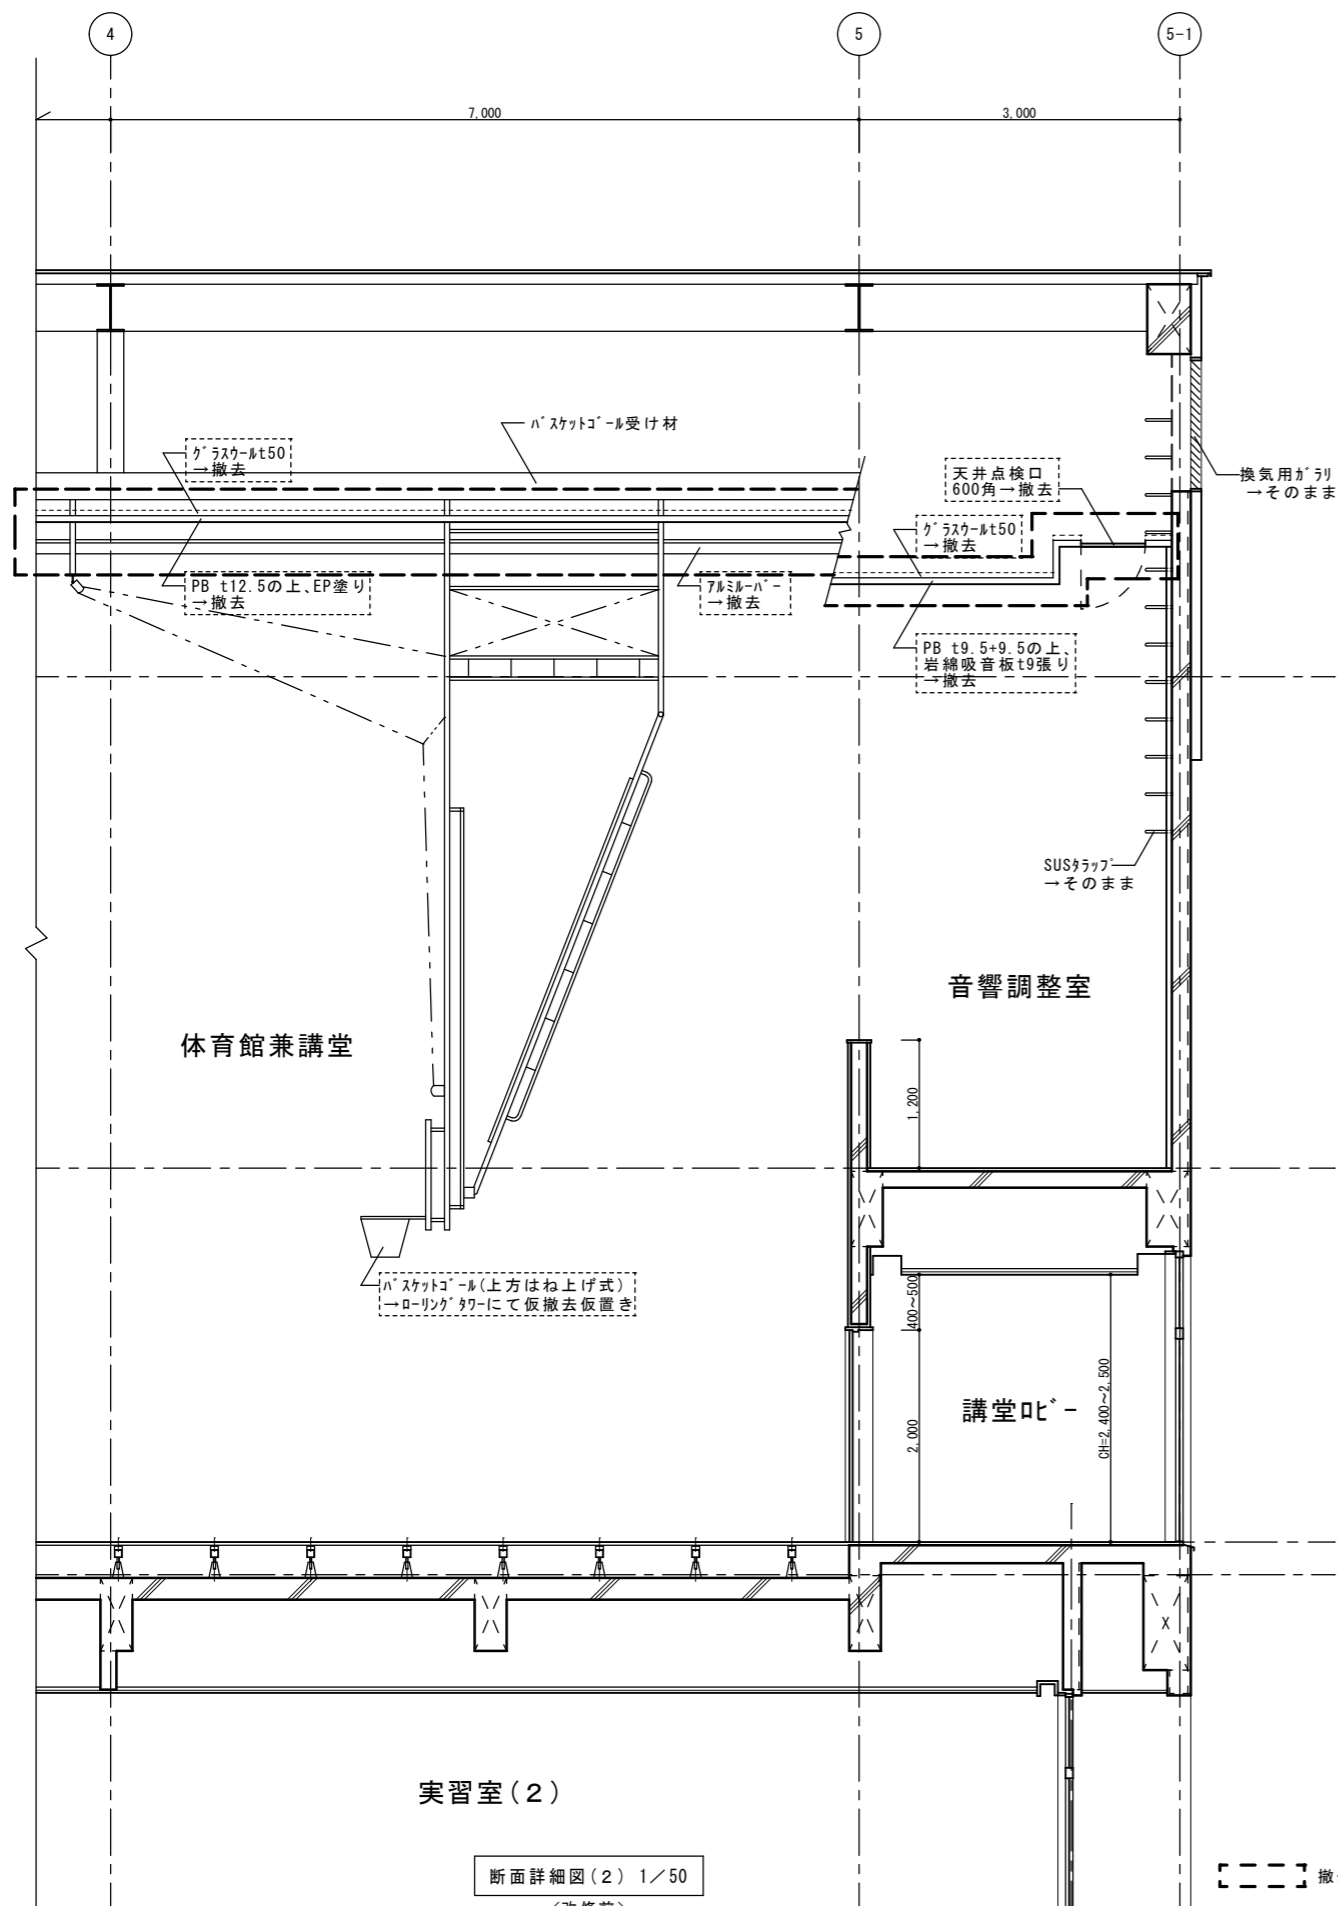 4
5
5-1
7,000
3,000
バスケットゴール受け材
グラスウールt50
→撤去
天井点検口
600角→撤去
換気用ガラリ
→そのまま
グラスウールt50
→撤去
PB t12.5の上、EP塗り
→撤去
アルミルーバー
→撤去
PB t9.5+9.5の上、
岩綿吸音板t9張り
→撤去
SUSタラップ
→そのまま
音響調整室
体育館兼講堂
1,200
バスケットゴール(上方はね上げ式)
→ローリングタワーにて仮撤去仮置き
400~500
講堂ロビー
2,000
CH=2,400~2,500
実習室(2)
断面詳細図(2) 1/50